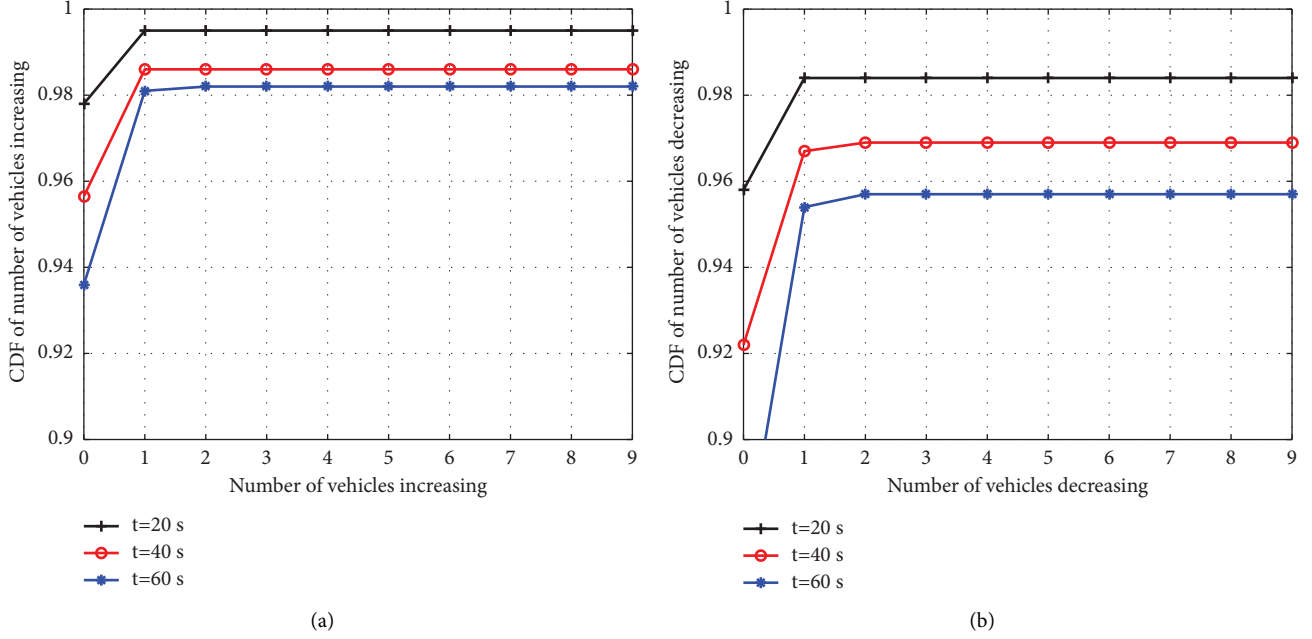 1
0.98
0.96
0.94
0.92
0.9
CDF of number of vehicles increasing
0 1 2 3 4 5 6 7 8 9
Number of vehicles increasing
t=20 s
t=40 s
t=60 s
(a)
1
0.98
0.96
0.94
0.92
0.9
CDF of number of vehicles decreasing
0 1 2 3 4 5 6 7 8 9
Number of vehicles decreasing
t=20 s
t=40 s
t=60 s
(b)